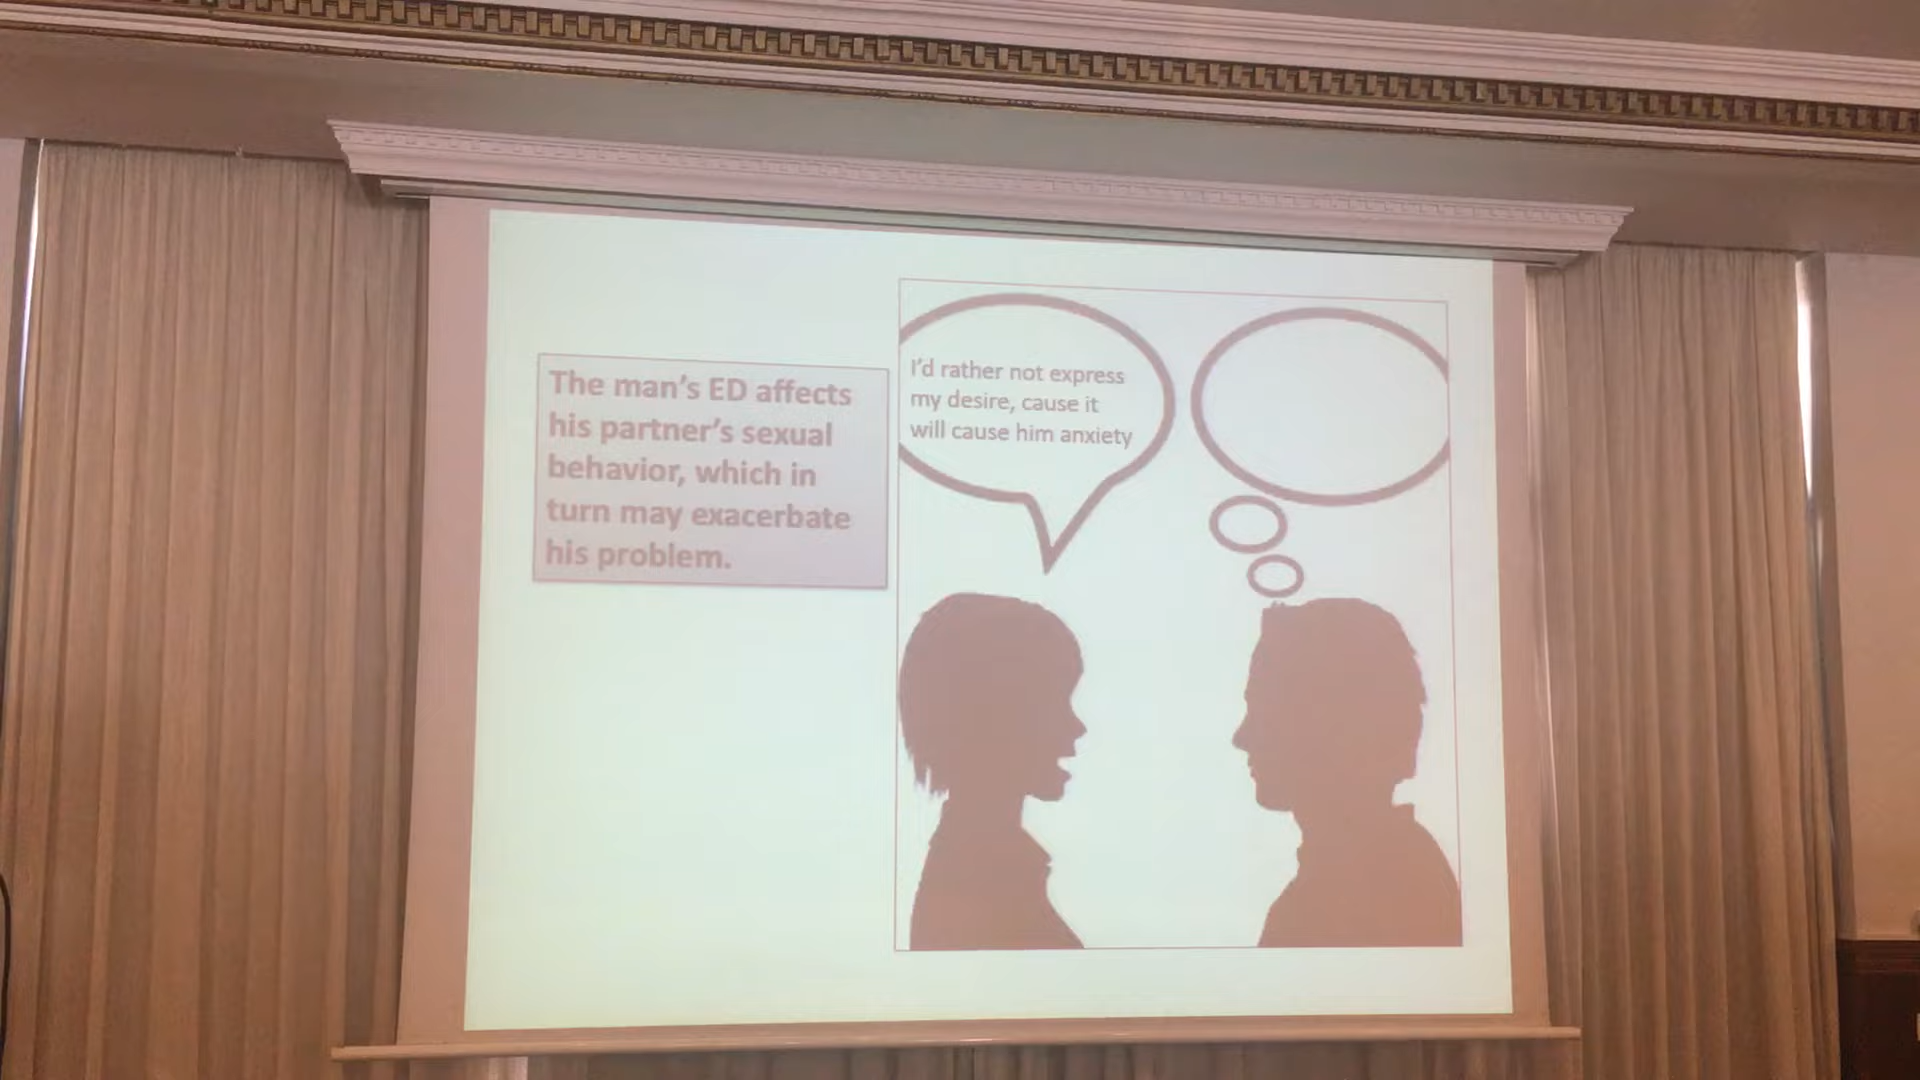 The man's ED affects
his partner's sexual
behavior, which in
turn may exacerbate
his problem.
I'd rather not express
my desire, cause it
will cause him anxiety